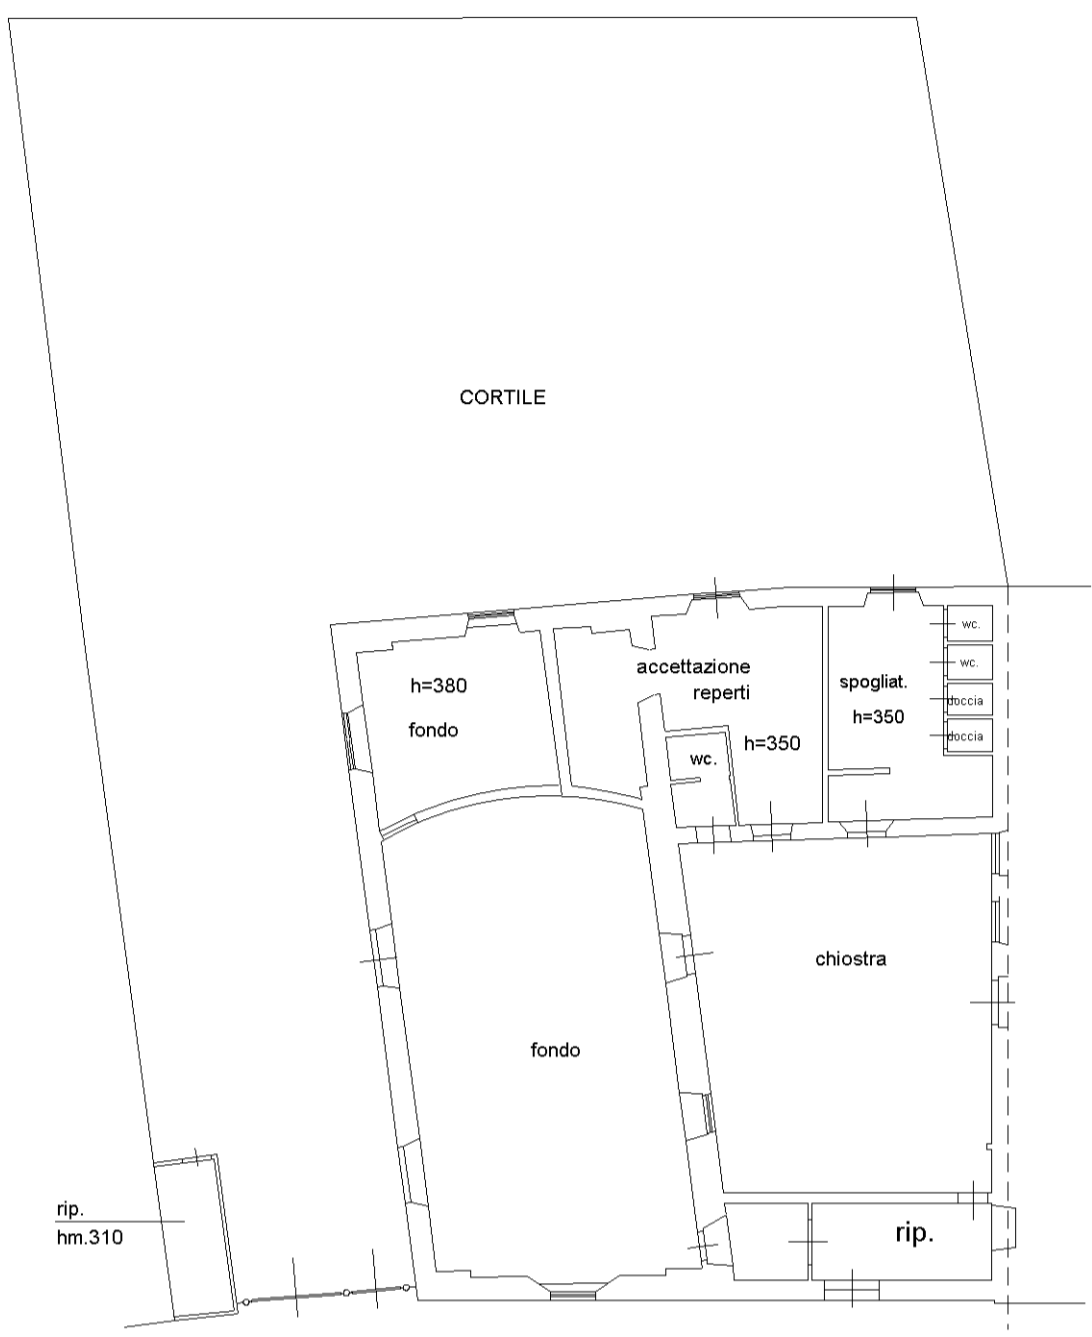 CORTILE
wc.
accettazione
reperti
wc.
h=380
spogliat.
doccia
h=350
fondo
doccia
h=350
wc.
chiostra
fondo
rip.
hm.310
rip.